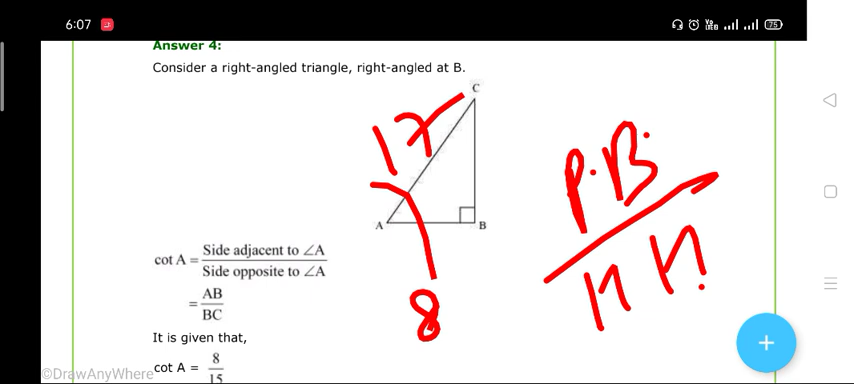 6:07
75
Answer 4:
Consider a right-angled triangle, right-angled at B.
C
17
A
B
8
P. B.
cot A = Side adjacent to ∠A
Side opposite to ∠A
= AB
BC
It is given that,
cot A = 8
15
+
©DrawAnyWhere